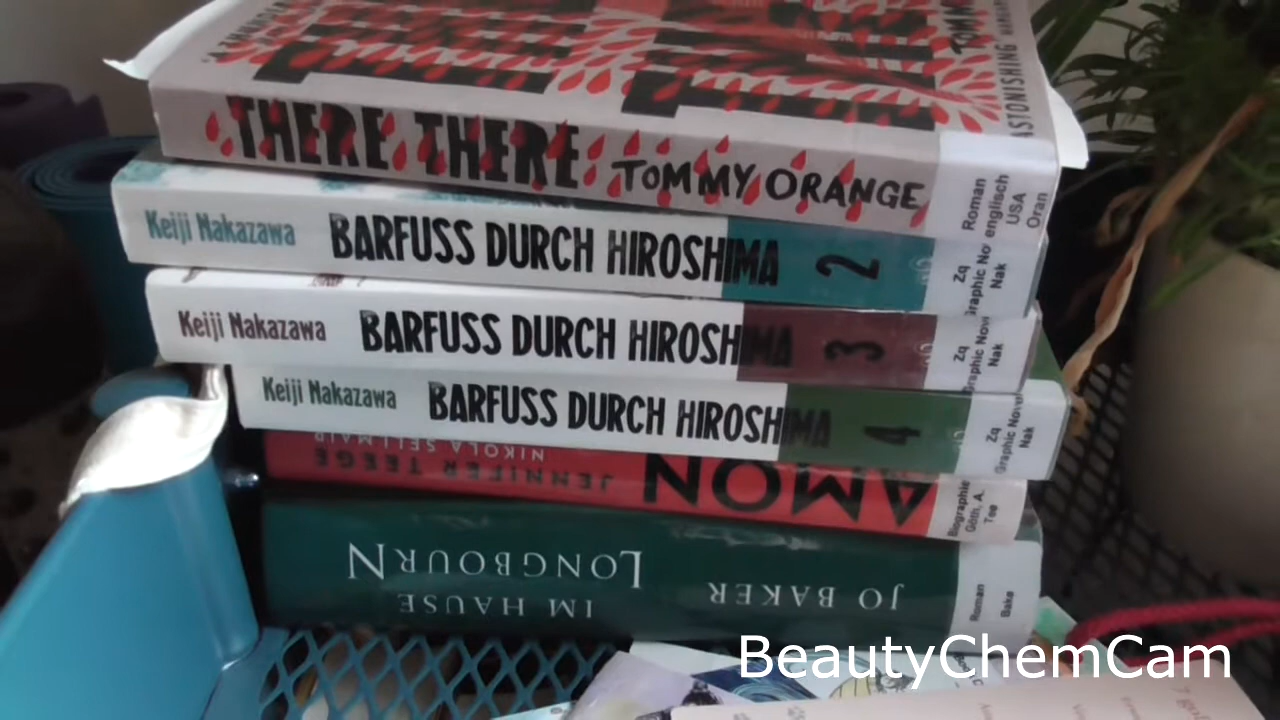 THERE THERE TOMMY ORANGE
TOMM
ASTONISHING
Roman
englisch
USA
Oran
Keiji Nakazawa BARFUSS DURCH HIROSHIMA 2
Zq
Graphic Nov
Nak
Keiji Nakazawa BARFUSS DURCH HIROSHIMA 3
Zq
Graphic Nov
Nak
Keiji Nakazawa BARFUSS DURCH HIROSHIMA 4
Zq
Graphic Nov
Nak
JENNIFER TEEGE
NIKOLA SELLMAIR
AMON
Biographie
Göth, A.
Tee
JO BAKER
IM HAUSE
LONGBOURN
Roman
Bake
BeautyChemCam